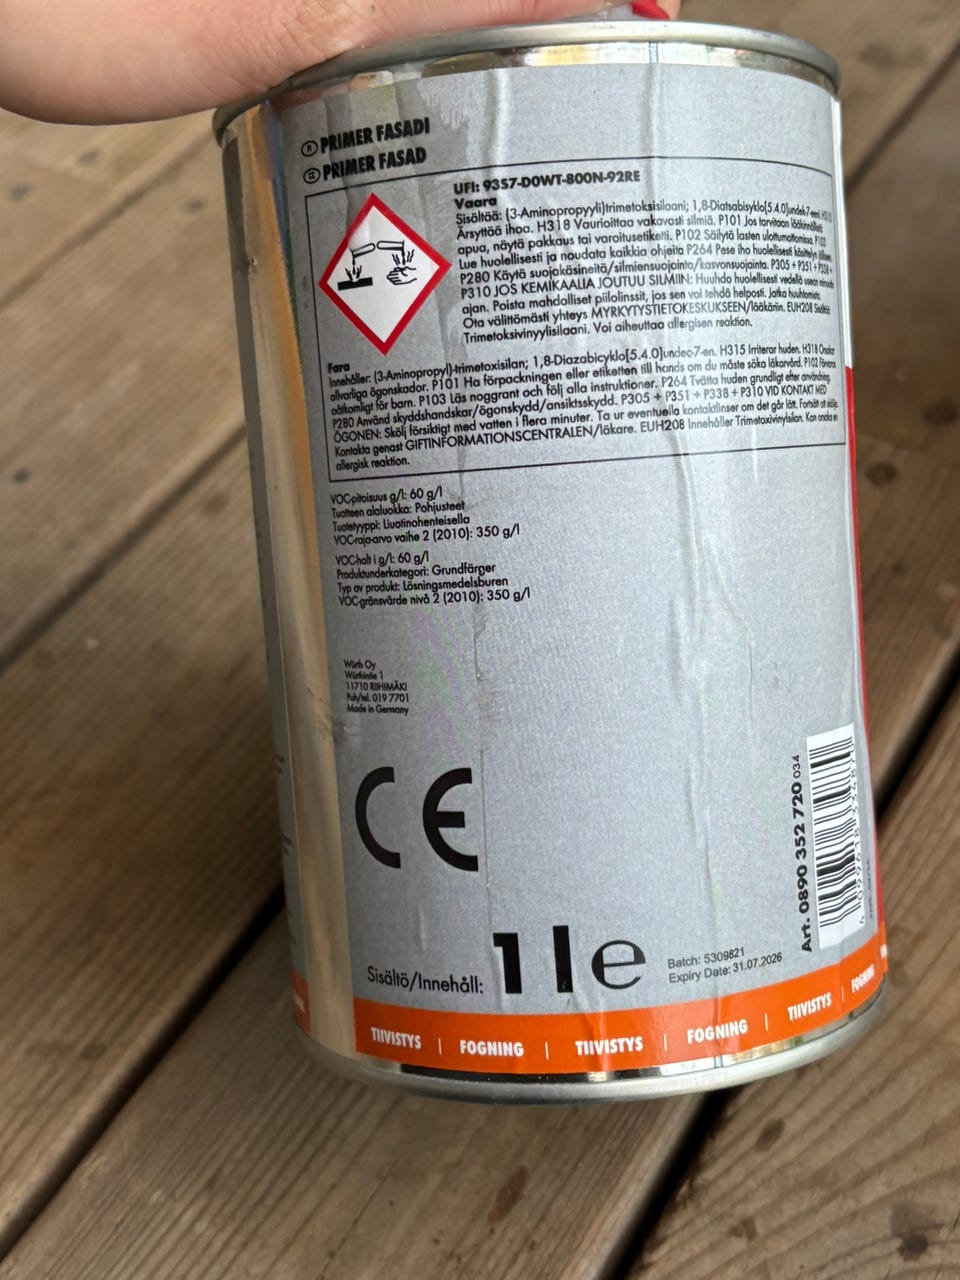 FI PRIMER FASADI
SE PRIMER FASAD
UFI: 93S7-D0WT-800N-92RE
Vaara
Sisältää: (3-Aminopropyyli)trimetoksisilaani; 1,8-Diatsabisyklo[5.4.0]undek-7-eeni. H315
Ärsyttää ihoa. H318 Vaurioittaa vakavasti silmiä. P101 Jos tarvitaan lääkinnällistä
apua, näytä pakkaus tai varoitusetiketti. P102 Säilytä lasten ulottumattomissa. P103
Lue huolellisesti ja noudata kaikkia ohjeita P264 Pese iho huolellisesti käsittelyn jälkeen.
P280 Käytä suojakäsineitä/silmiensuojainta/kasvonsuojainta. P305 + P351 + P338 +
P310 JOS KEMIKAALIA JOUTUU SILMIIN: Huuhdo huolellisesti vedellä usean minuutin
ajan. Poista mahdolliset piilolinssit, jos sen voi tehdä helposti. Jatka huuhtomista.
Ota välittömästi yhteys MYRKYTYSTIETOKESKUKSEEN/lääkäriin. EUH208 Sisältää
Trimetoksivinyylisilaani. Voi aiheuttaa allergisen reaktion.
Fara
Innehåller: (3-Aminopropyl)-trimetoxisilan; 1,8-Diazabicyklo[5.4.0]undec-7-en. H315 Irriterar huden. H318 Orsakar
allvarliga ögonskador. P101 Ha förpackningen eller etiketten till hands om du måste söka läkarvård. P102 Förvaras
oåtkomligt för barn. P103 Läs noggrant och följ alla instruktioner. P264 Tvätta huden grundligt efter användning.
P280 Använd skyddshandskar/ögonskydd/ansiktsskydd. P305 + P351 + P338 + P310 VID KONTAKT MED
ÖGONEN: Skölj försiktigt med vatten i flera minuter. Ta ur eventuella kontaktlinser om det går lätt. Fortsätt att skölja.
Kontakta genast GIFTINFORMATIONSCENTRALEN/läkare. EUH208 Innehåller Trimetoxivinylsilan. Kan orsaka en
allergisk reaktion.
VOC-pitoisuus g/l: 60 g/l
Tuotteen alaluokka: Pohjusteet
Tuotetyyppi: Liuotinohenteisella
VOC-raja-arvo vaihe 2 (2010): 350 g/l
VOC-halt i g/l: 60 g/l
Produktunderkategori: Grundfärger
Typ av produkt: Lösningsmedelsburen
VOC-gränsvärde nivå 2 (2010): 350 g/l
Würth Oy
Würthintie 1
11710 RIIHIMÄKI
Puh/tel. 019 7701
Made in Germany
CE
Art. 0890 352 720 034
Sisältö/Innehåll: 1 l e
Batch: 5309821
Expiry Date: 31.07.2026
TIIVISTYS | FOGNING | TIIVISTYS | FOGNING | TIIVISTYS | FOGNING